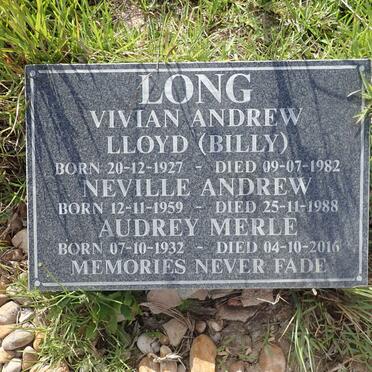 LONG
VIVIAN ANDREW
LLOYD (BILLY)
BORN 20-12-1927 - DIED 09-07-1982
NEVILLE ANDREW
BORN 12-11-1959 - DIED 25-11-1988
AUDREY MERLE
BORN 07-10-1932 - DIED 04-10-2016
MEMORIES NEVER FADE